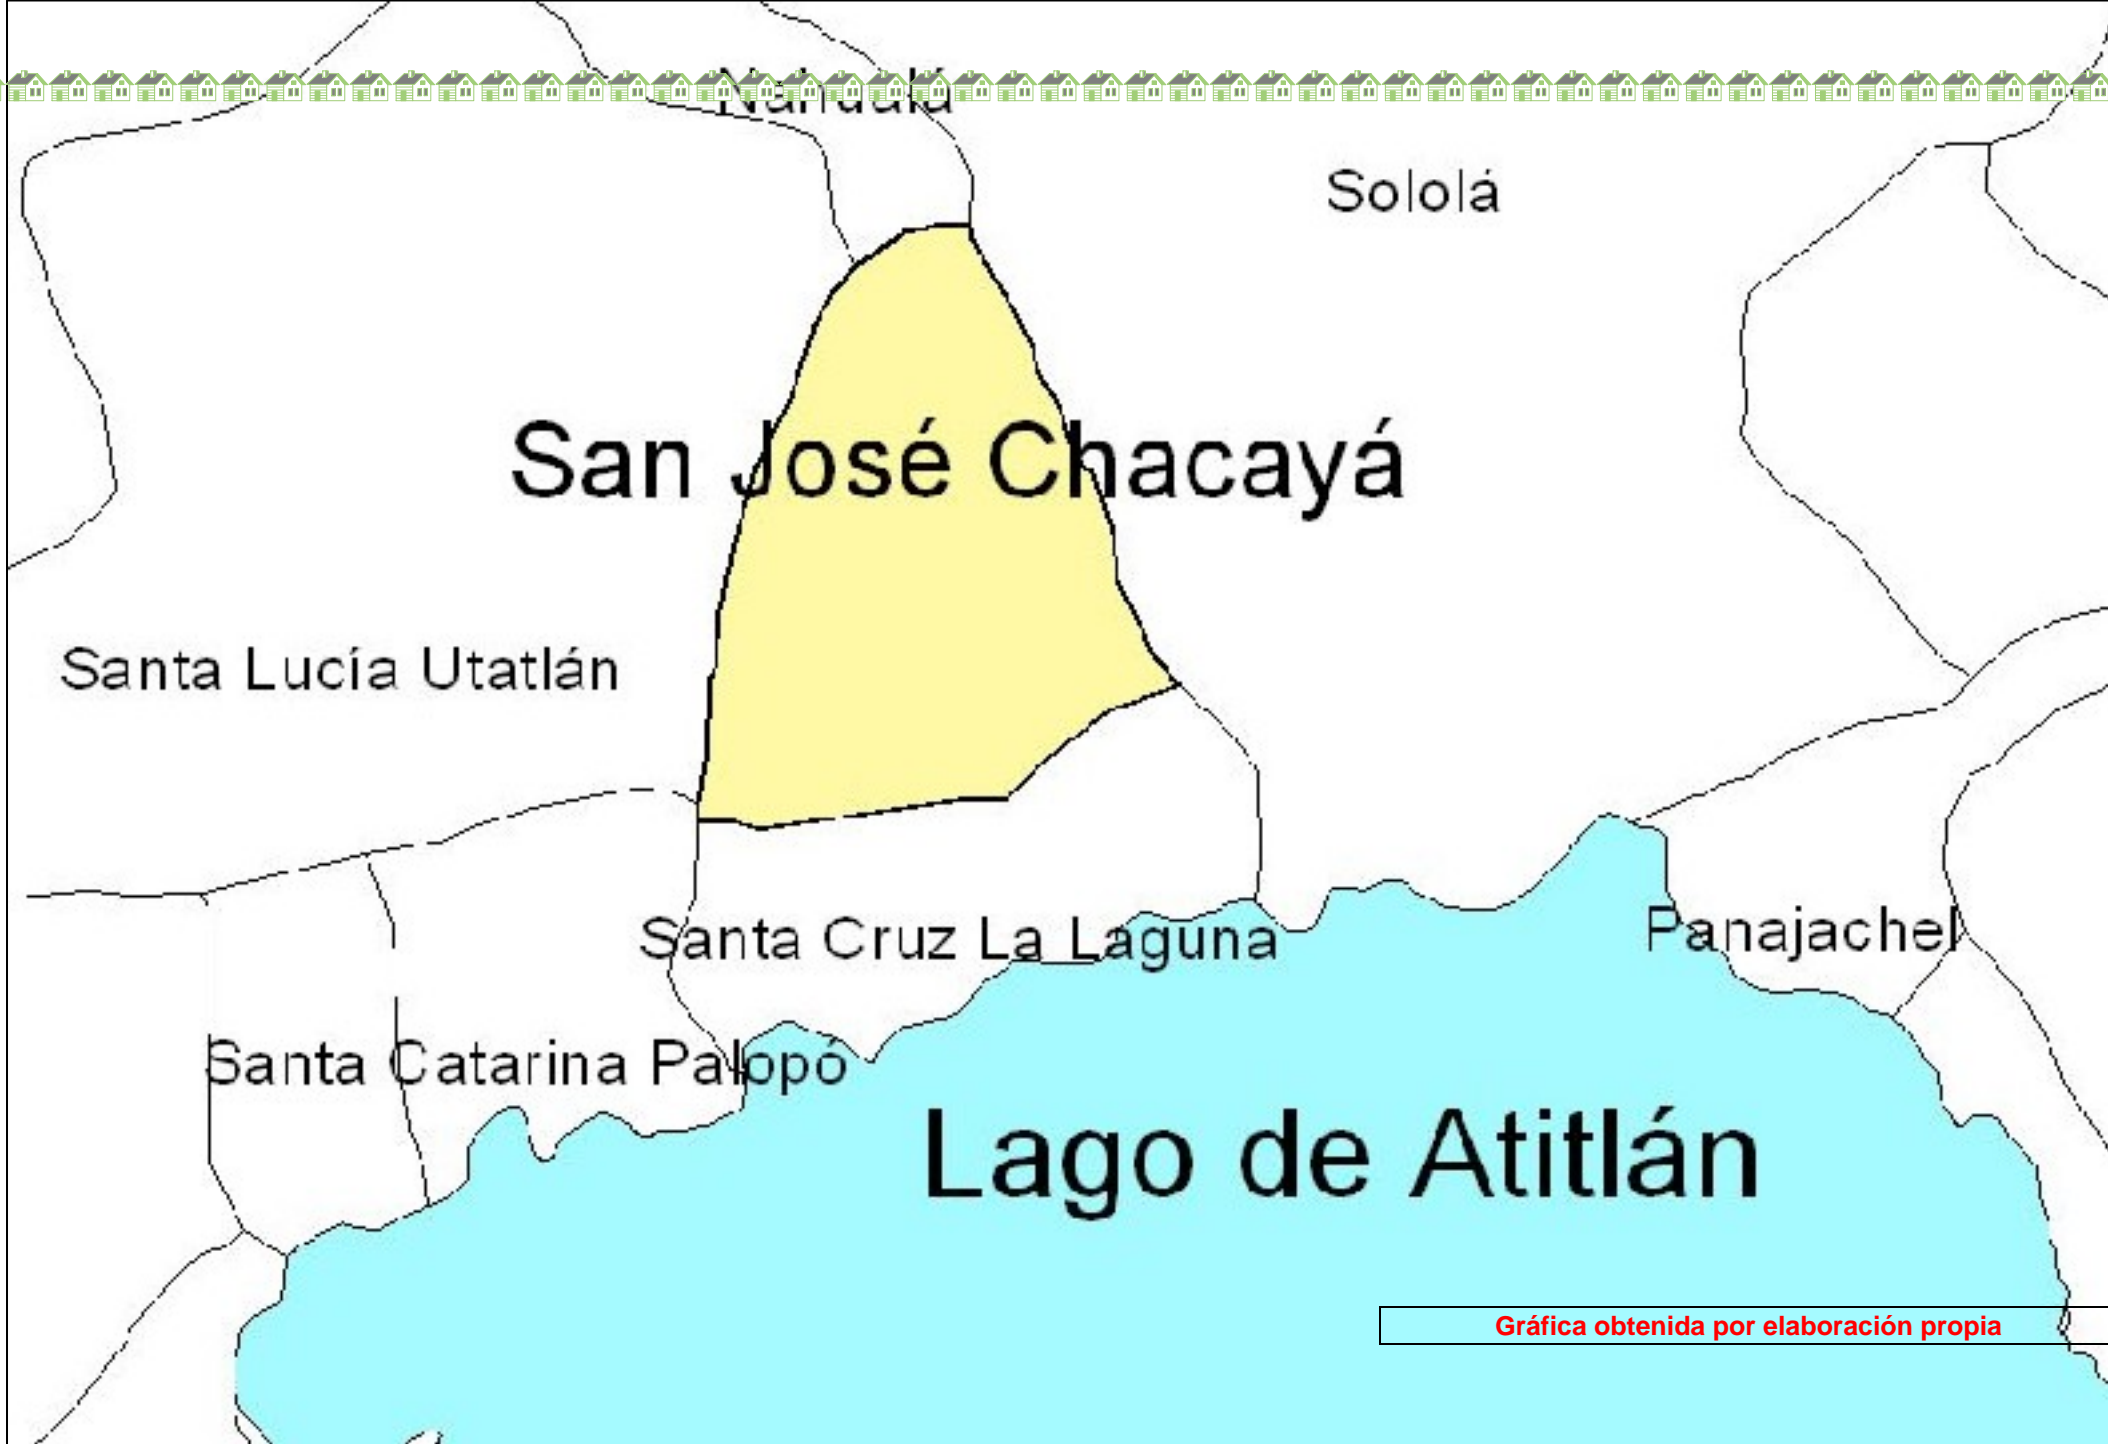 Nahualá
Sololá
San José Chacayá
Santa Lucía Utatlán
Santa Cruz La Laguna
Panajachel
Santa Catarina Palopó
Lago de Atitlán
Gráfica obtenida por elaboración propia